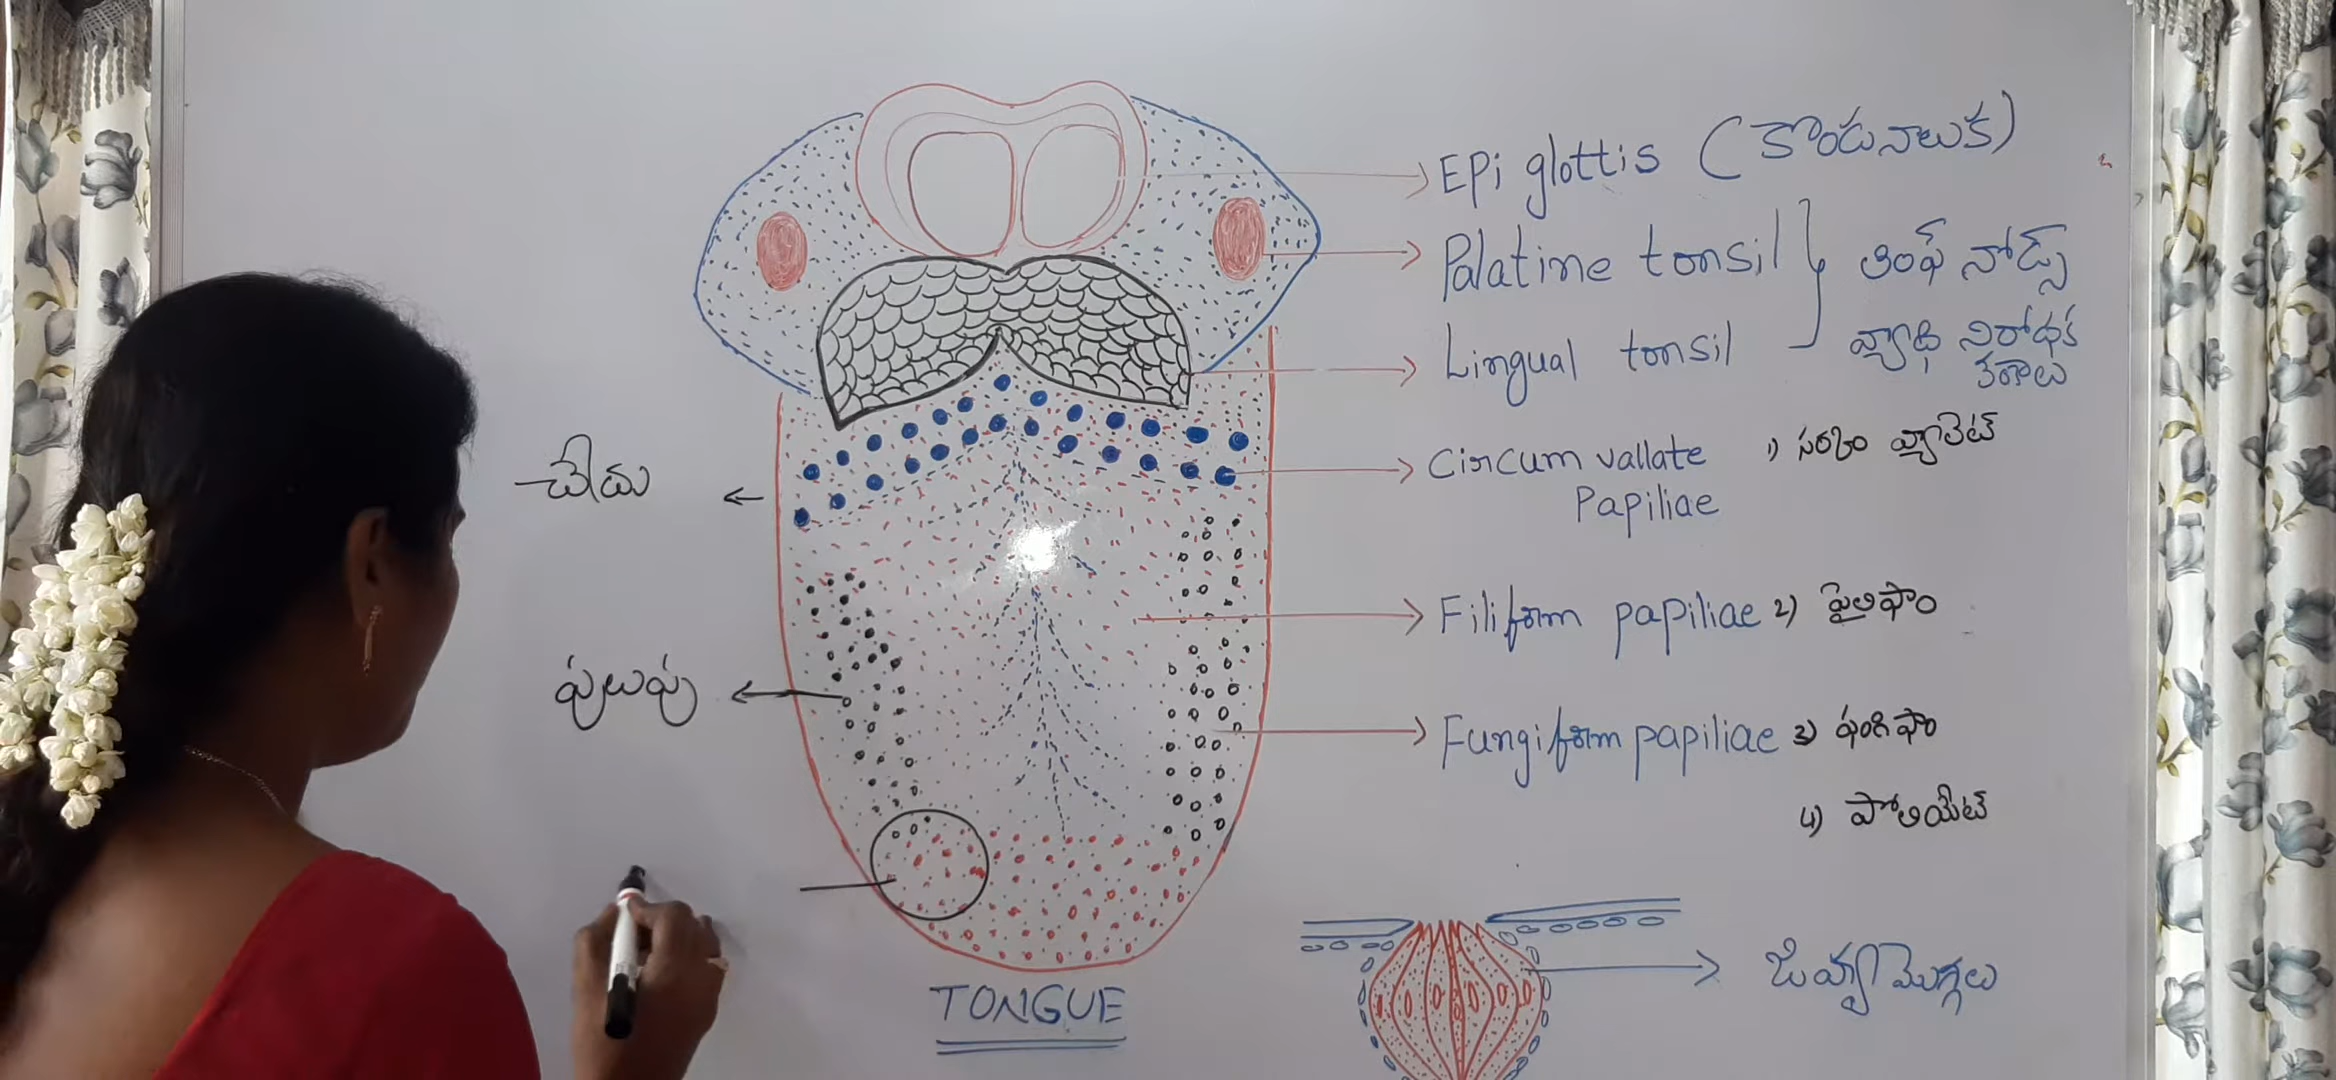 EPi glottis (కొండనాలుక)
Palatine tonsil
లింఫ్ నోడ్స్
Lingual tonsil
వ్యాధి నిరోధక
కణాలు
Circum vallate
Papiliae
1) సర్కం వ్యాలెట్
చేదు
Filiform papiliae 2) ఫైలిఫాం
పులుపు
Fungiform papiliae 3) ఫంగిఫాం
4) పోలియేట్
జిహ్వా మొగ్గలు
TONGUE